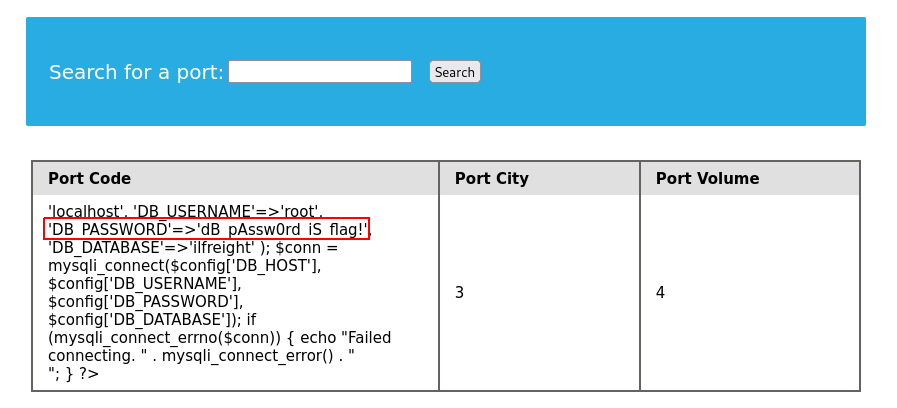 Search for a port:
Search
Port Code
Port City
Port Volume
'localhost', 'DB_USERNAME'=>'root',
'DB_PASSWORD'=>'dB_pAssw0rd_iS_flag!',
'DB_DATABASE'=>'ilfreight' ); $conn =
mysqli_connect($config['DB_HOST'],
$config['DB_USERNAME'],
$config['DB_PASSWORD'],
$config['DB_DATABASE']); if
(mysqli_connect_errno($conn)) { echo "Failed
connecting. " . mysqli_connect_error() . "
"; } ?>
3
4